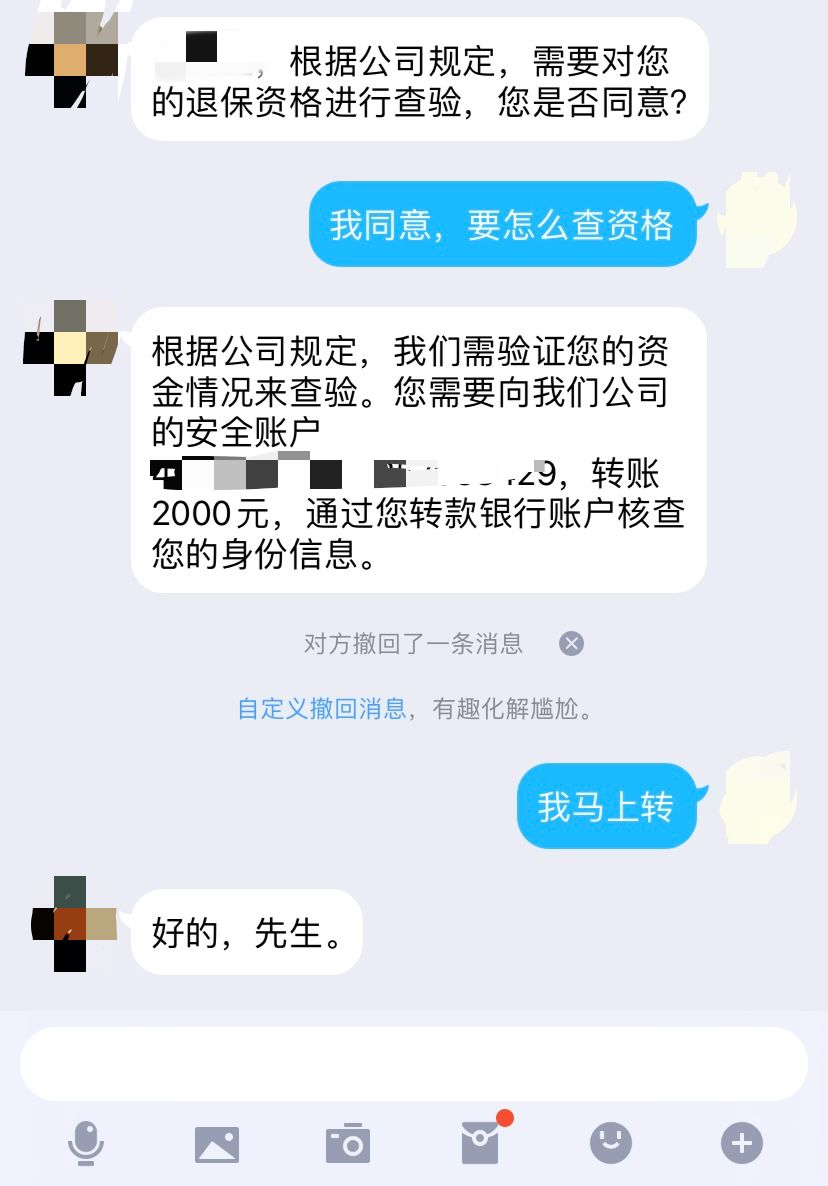 ，根据公司规定，需要对您
的退保资格进行查验，您是否同意？
我同意，要怎么查资格
根据公司规定，我们需验证您的资
金情况来查验。您需要向我们公司
的安全账户
29，转账
2000元，通过您转款银行账户核查
您的身份信息。
对方撤回了一条消息
自定义撤回消息，有趣化解尴尬。
我马上转
好的，先生。